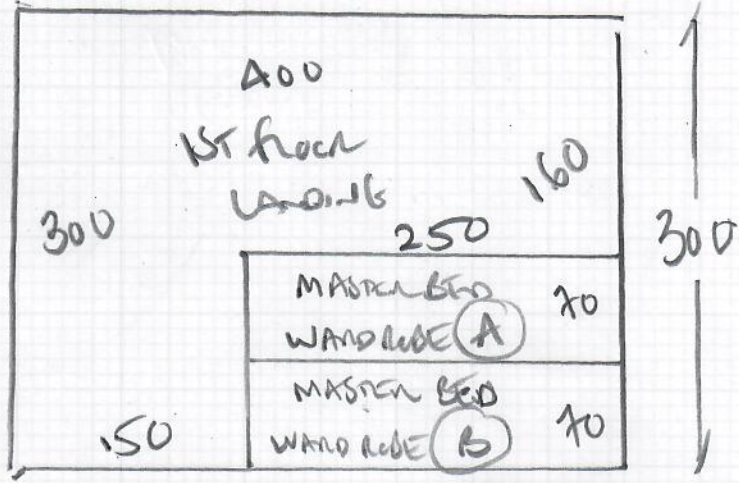 400
1ST FLOOR
LANDING
160
300
250
300
MASTER BED
WARDROBE A
70
MASTER BED
WARDROBE B
70
150